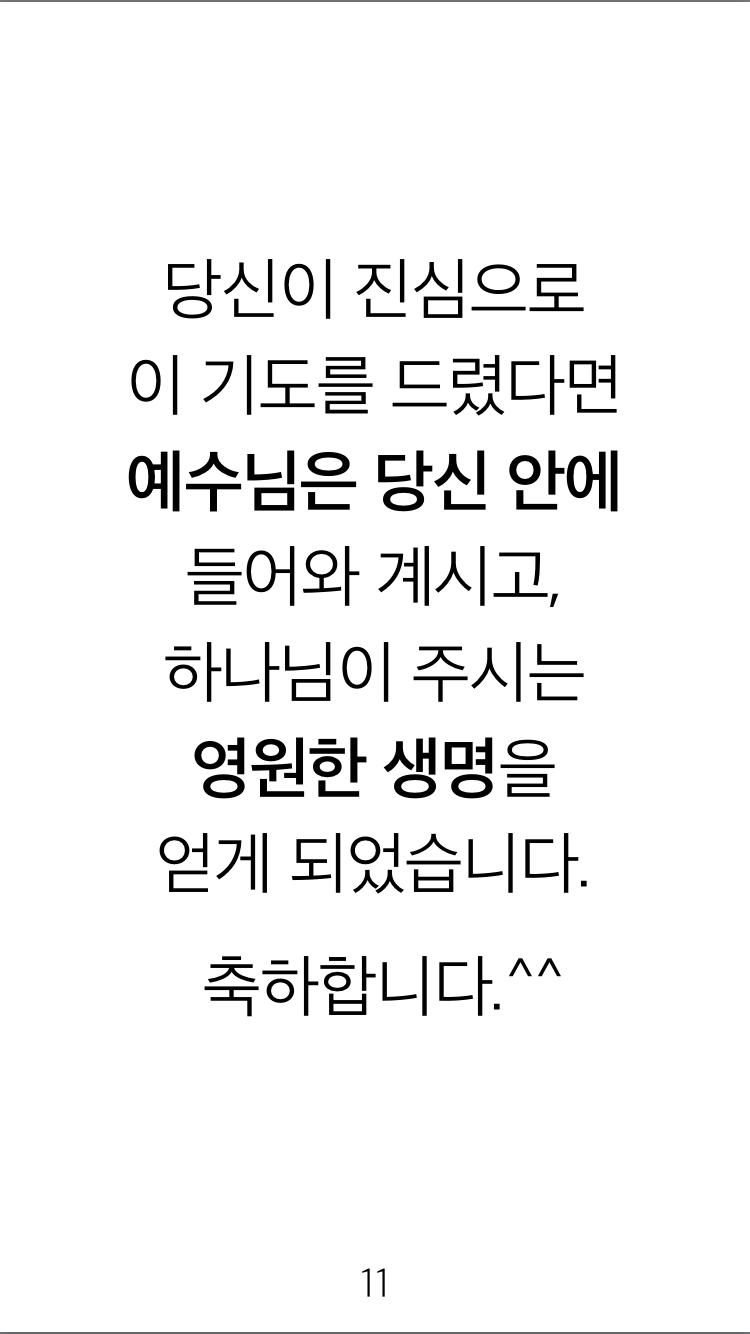 당신이 진심으로
이 기도를 드렸다면
예수님은 당신 안에
들어와 계시고,
하나님이 주시는
영원한 생명을
얻게 되었습니다.
축하합니다.^^
11